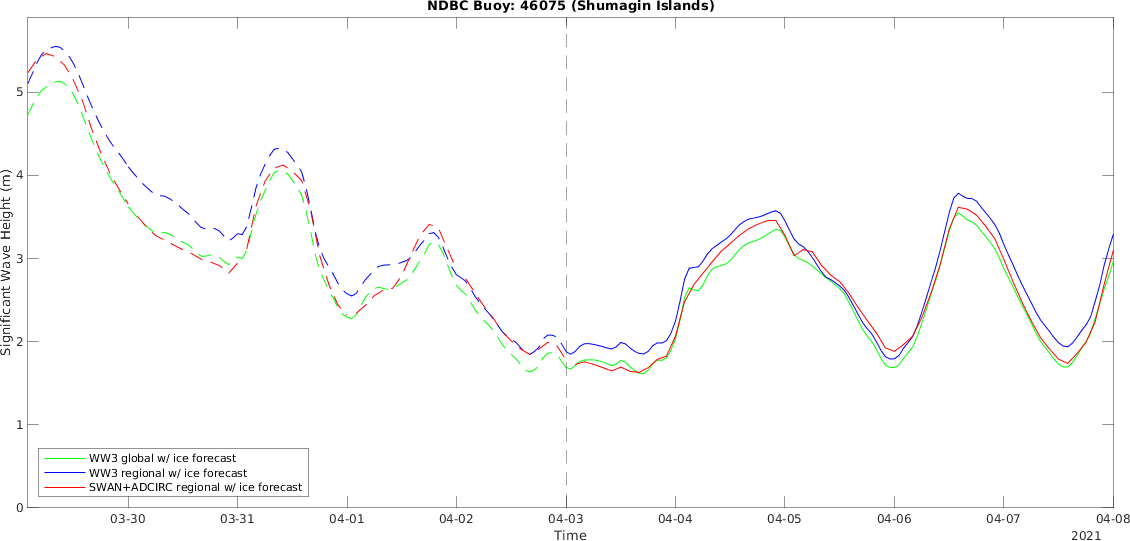 NDBC Buoy: 46075 (Shumagin Islands)
Significant Wave Height (m)
5
4
3
2
1
0
WW3 global w/ ice forecast
WW3 regional w/ ice forecast
SWAN+ADCIRC regional w/ ice forecast
03-30 03-31 04-01 04-02 04-03 04-04 04-05 04-06 04-07 04-08
Time
2021